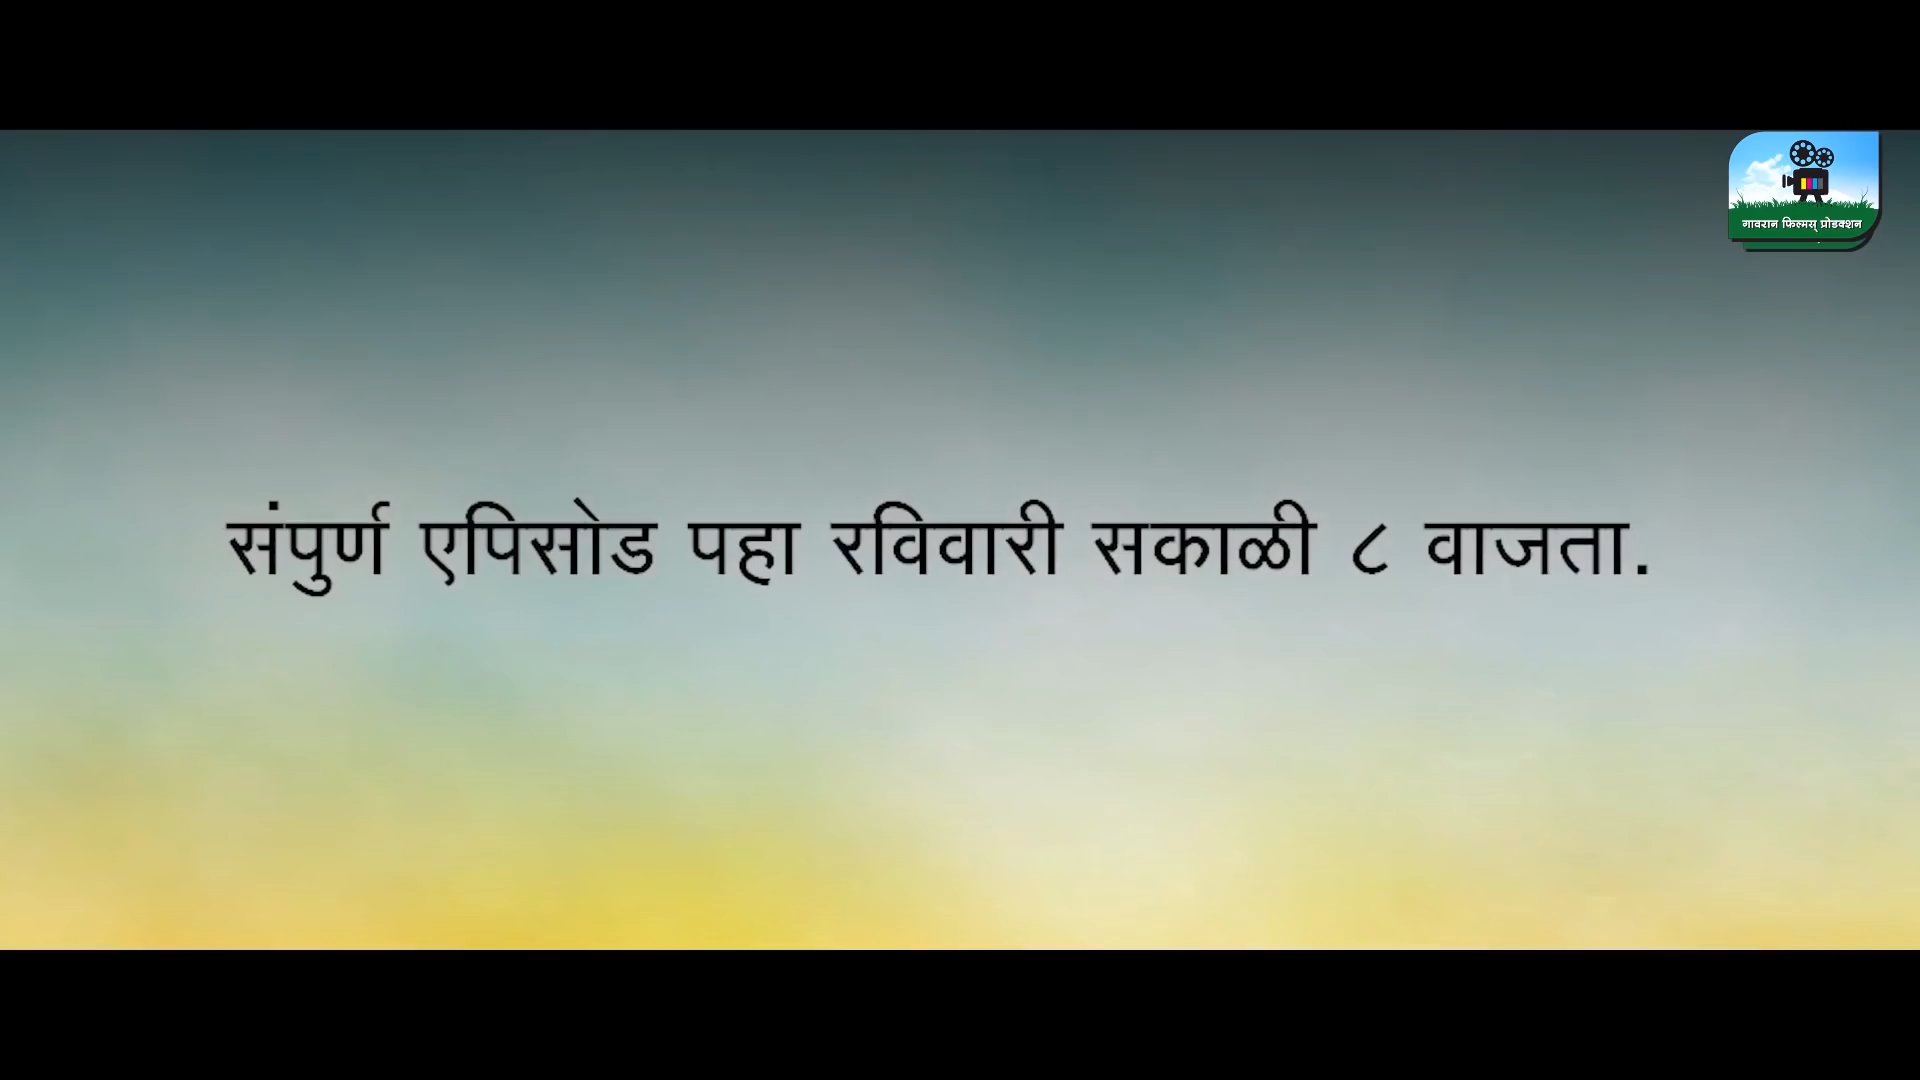 गावरान फिल्मस् प्रोडक्शन
संपुर्ण एपिसोड पहा रविवारी सकाळी ८ वाजता.